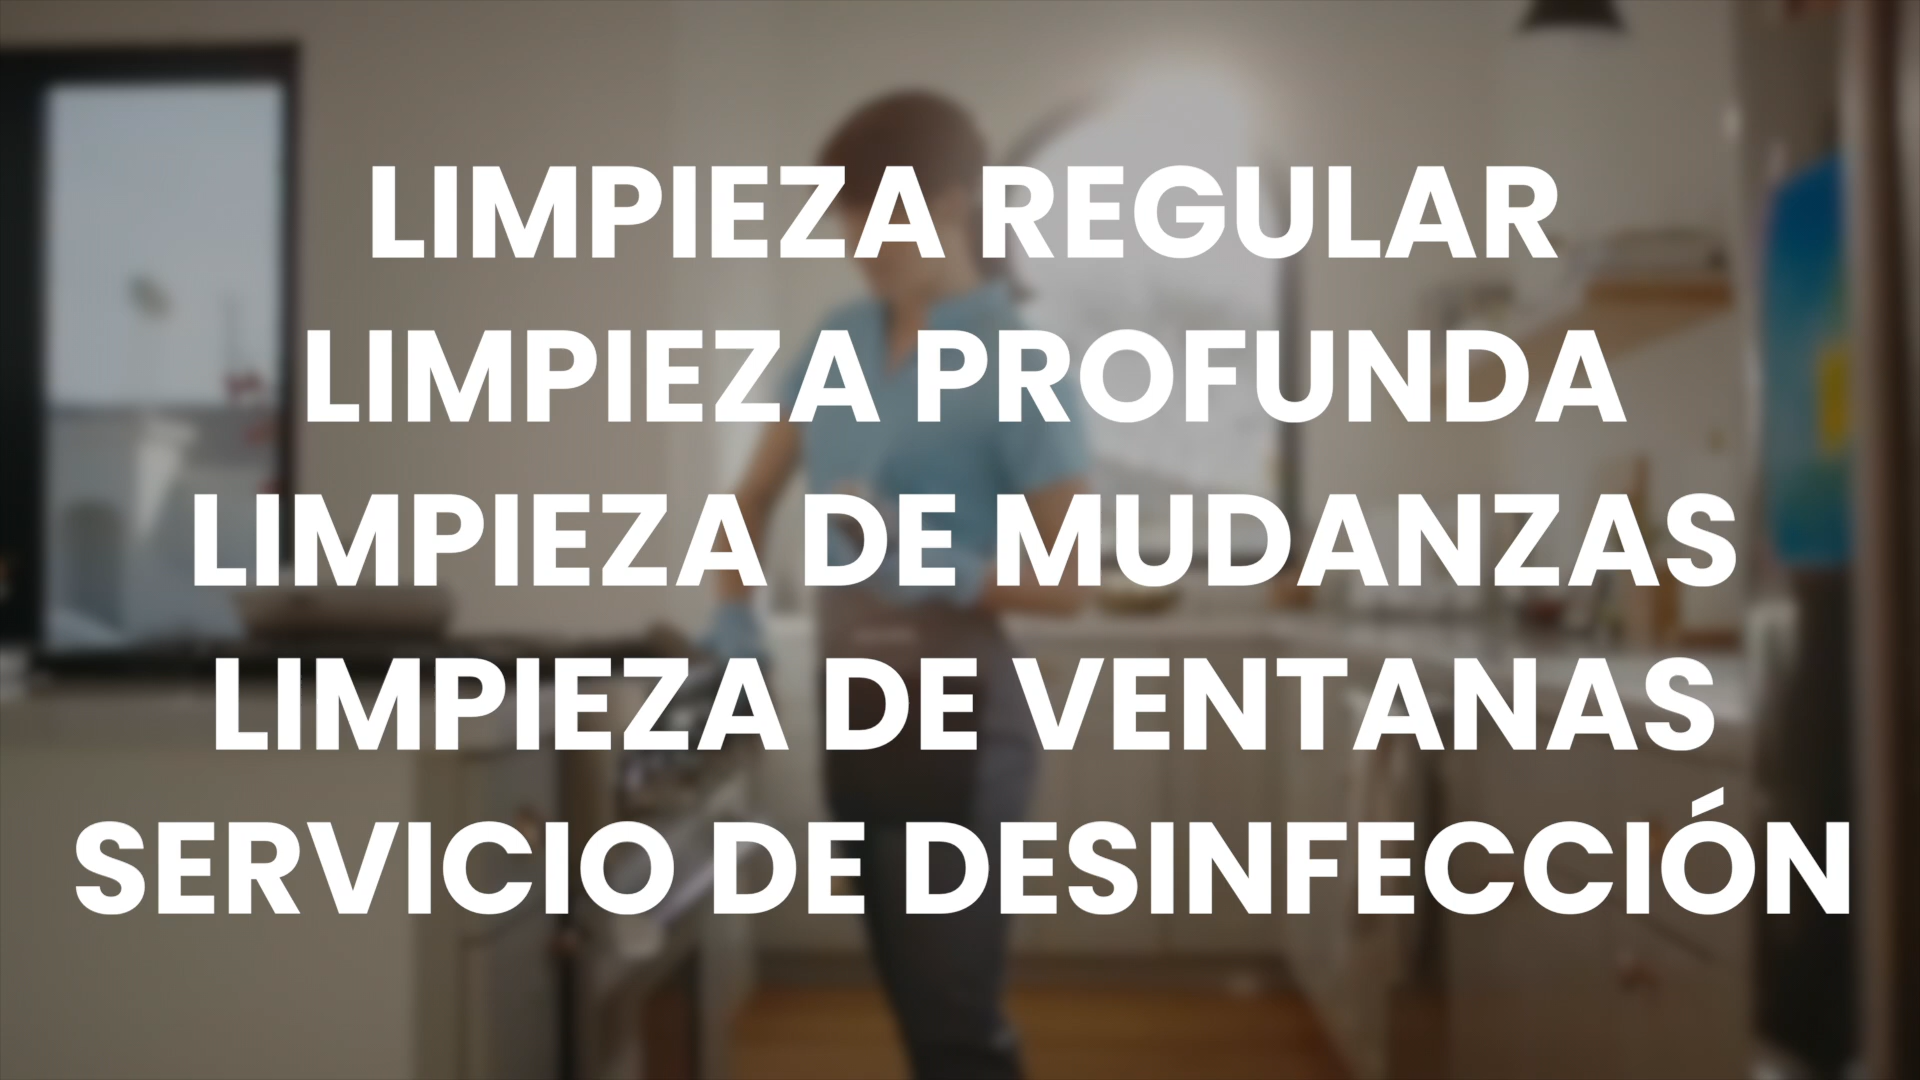 LIMPIEZA REGULAR
LIMPIEZA PROFUNDA
LIMPIEZA DE MUDANZAS
LIMPIEZA DE VENTANAS
SERVICIO DE DESINFECCIÓN